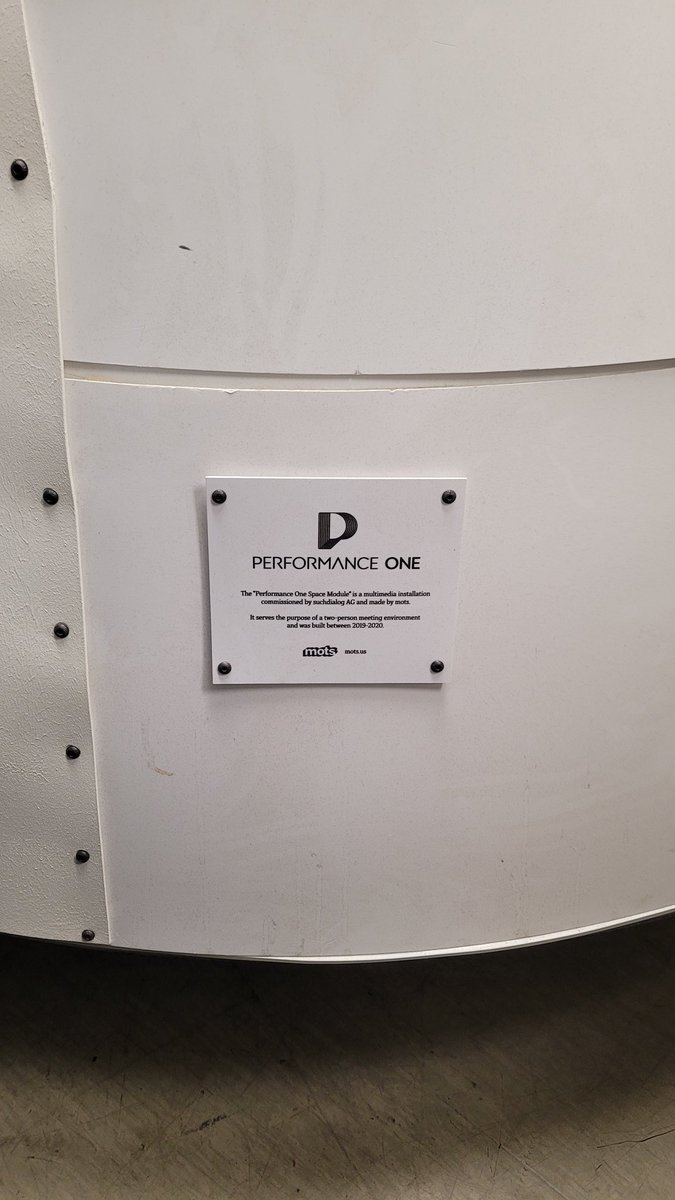 PERFORMANCE ONE
The "Performance One Space Module" is a multimedia installation
commissioned by suchdialog AG and made by mots.
It serves the purpose of a two-person meeting environment
and was built between 2019-2020.
mots mots.us